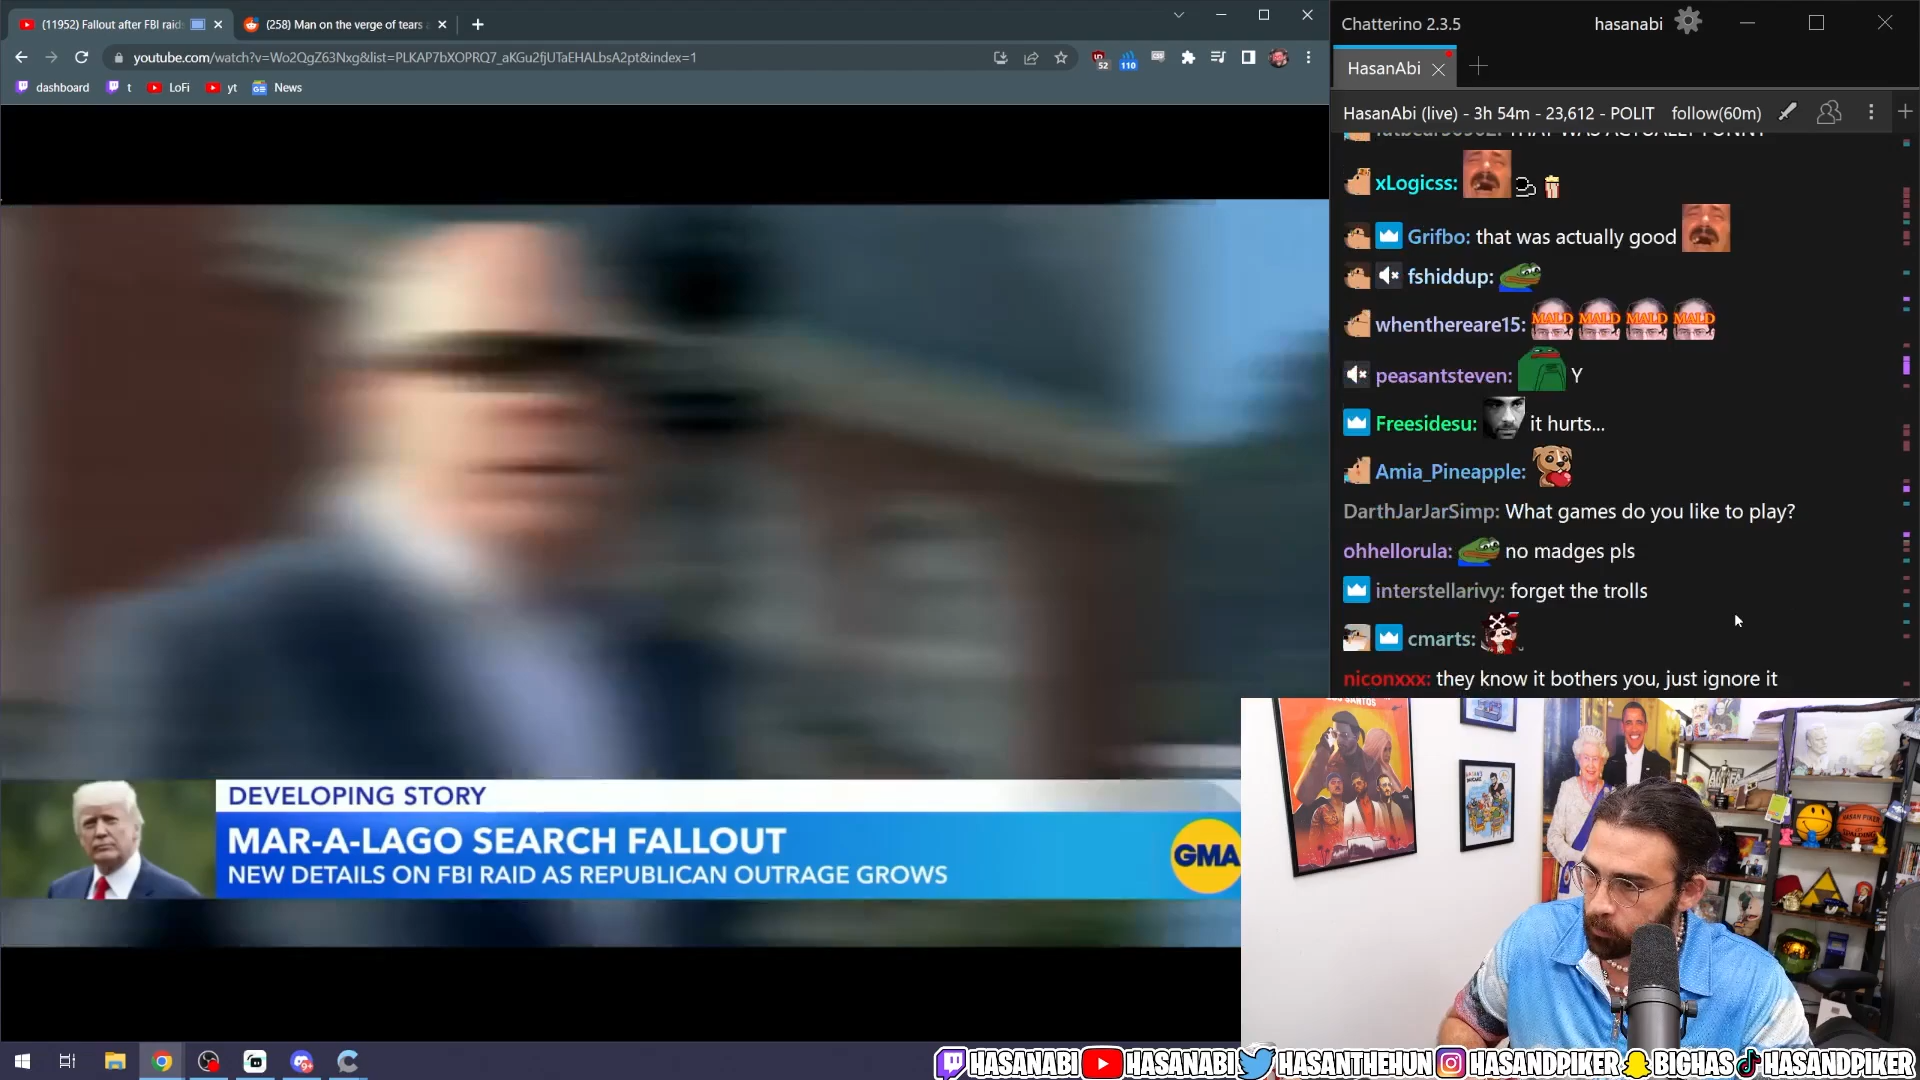 (11952) Fallout after FBI raid
(258) Man on the verge of tears
youtube.com/watch?v=Wo2QgZ63Nxg&list=PLKAP7bXOPRQ7_aKGu2fjUTaEHALbsA2pt&index=1
52
110
dashboard
t
LoFi
yt
News
DEVELOPING STORY
MAR-A-LAGO SEARCH FALLOUT
NEW DETAILS ON FBI RAID AS REPUBLICAN OUTRAGE GROWS
GMA
Chatterino 2.3.5
hasanabi
HasanAbi
HasanAbi (live) - 3h 54m - 23,612 - POLIT
follow(60m)
xLogicss:
Grifbo: that was actually good
fshiddup:
whenthereare15: MALD MALD MALD MALD
peasantsteven: Y
Freesidesu: it hurts...
Amia_Pineapple:
DarthJarJarSimp: What games do you like to play?
ohhellorula: no madges pls
interstellarivy: forget the trolls
cmarts:
niconxxx: they know it bothers you, just ignore it
HASANABI HASANABI HASANTHEHUN HASANDPIKER BIGHAS HASANDPIKER